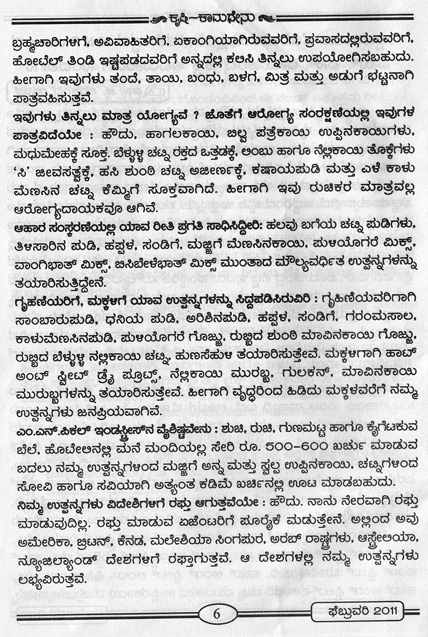 ಕೃಷಿ-ಕಾಮಧೇನು
ಬ್ರಹ್ಮಚಾರಿಗಳಿಗೆ, ಅವಿವಾಹಿತರಿಗೆ, ಏಕಾಂಗಿಯಾಗಿರುವವರಿಗೆ, ಪ್ರವಾಸದಲ್ಲಿರುವವರಿಗೆ,
ಹೋಟೆಲ್ ತಿಂಡಿ ಇಷ್ಟಪಡದವರಿಗೆ ಅನ್ನದಲ್ಲಿ ಕಲಸಿ ತಿನ್ನಲು ಉಪಯೋಗಿಸಬಹುದು.
ಹೀಗಾಗಿ ಇವುಗಳು ತಂದೆ, ತಾಯಿ, ಬಂಧು, ಬಳಗ, ಮಿತ್ರ ಮತ್ತು ಅಡುಗೆ ಭಟ್ಟನಾಗಿ
ಪಾತ್ರವಹಿಸುತ್ತವೆ.
ಇವುಗಳು ತಿನ್ನಲು ಮಾತ್ರ ಯೋಗ್ಯವೆ ? ಜೊತೆಗೆ ಆರೋಗ್ಯ ಸಂರಕ್ಷಣೆಯಲ್ಲಿ ಇವುಗಳ
ಪಾತ್ರವಿದೆಯೇ : ಹೌದು, ಹಾಗಲಕಾಯಿ, ಬಿಲ್ವ ಪತ್ರೆಕಾಯಿ ಉಪ್ಪಿನಕಾಯಿಗಳು,
ಮಧುಮೇಹಕ್ಕೆ ಸೂಕ್ತ. ಬೆಳ್ಳುಳ್ಳಿ ಚಟ್ನಿ ರಕ್ತದ ಒತ್ತಡಕ್ಕೆ, ಲಿಂಬು ಹಾಗೂ ನೆಲ್ಲಿಕಾಯಿ ತೊಕ್ಕುಗಳು
'ಸಿ' ಜೀವಸತ್ವಕ್ಕೆ, ಹಸಿ ಶುಂಠಿ ಚಟ್ನಿ ಅಜೀರ್ಣಕ್ಕೆ, ಕಷಾಯಪುಡಿ ಮತ್ತು ಎಳೆ ಕಾಳು
ಮೆಣಸಿನ ಚಟ್ನಿ ಕೆಮ್ಮಿಗೆ ಸೂಕ್ತವಾಗಿದೆ. ಹೀಗಾಗಿ ಇವು ರುಚಿಕರ ಮಾತ್ರವಲ್ಲ
ಆರೋಗ್ಯದಾಯಕವೂ ಆಗಿವೆ.
ಆಹಾರ ಸಂಸ್ಕರಣೆಯಲ್ಲಿ ಯಾವ ರೀತಿ ಪ್ರಗತಿ ಸಾಧಿಸಿದ್ದೀರಿ: ಹಲವು ಬಗೆಯ ಚಟ್ನಿ ಪುಡಿಗಳು,
ತಿಳಿಸಾರಿನ ಪುಡಿ, ಹಪ್ಪಳ, ಸಂಡಿಗೆ, ಮಜ್ಜಿಗೆ ಮೆಣಸಿನಕಾಯಿ, ಪುಳಿಯೊಗರೆ ಮಿಕ್ಸ್,
ವಾಂಗಿಭಾತ್ ಮಿಕ್ಸ್, ಬಿಸಿಬೇಳೆಭಾತ್ ಮಿಕ್ಸ್ ಮುಂತಾದ ಮೌಲ್ಯವರ್ಧಿತ ಉತ್ಪನ್ನಗಳನ್ನು
ತಯಾರಿಸುತ್ತಿದ್ದೇನೆ.
ಗೃಹಿಣಿಯರಿಗೆ, ಮಕ್ಕಳಿಗೆ ಯಾವ ಉತ್ಪನ್ನಗಳನ್ನು ಸಿದ್ದಪಡಿಸಿರುವಿರಿ : ಗೃಹಿಣಿಯವರಿಗಾಗಿ
ಸಾಂಬಾರುಪುಡಿ, ಧನಿಯ ಪುಡಿ, ಅರಿಶಿನಪುಡಿ, ಹಪ್ಪಳ, ಸಂಡಿಗೆ, ಗರಂಮಸಾಲ,
ಕಾಳುಮೆಣಸಿನಪುಡಿ, ಪುಳಿಯೊಗರೆ ಗೊಜ್ಜು, ರುಬ್ಬಿದ ಶುಂಠಿ ಮಾವಿನಕಾಯಿ ಗೊಜ್ಜು,
ರುಬ್ಬಿದ ಬೆಳ್ಳುಳ್ಳಿ ನಲ್ಲಿಕಾಯಿ ಚಟ್ನಿ, ಹುಣಸೆಹುಳಿ ತಯಾರಿಸುತ್ತೇವೆ. ಮಕ್ಕಳಿಗಾಗಿ ಹಾಟ್
ಅಂಟ್ ಸ್ವೀಟ್ ಡ್ರೈ ಪ್ರೂಟ್ಸ್, ನೆಲ್ಲಿಕಾಯಿ ಮುರಬ್ಬ, ಗುಲಕನ್, ಮಾವಿನಕಾಯಿ
ಮುರುಬ್ಬಗಳನ್ನು ತಯಾರಿಸುತ್ತೇವೆ. ಹೀಗಾಗಿ ವೃದ್ಧರಿಂದ ಹಿಡಿದು ಮಕ್ಕಳವರೆಗೆ ನಮ್ಮ
ಉತ್ಪನ್ನಗಳು ಜನಪ್ರಿಯವಾಗಿವೆ.
ಎಂ.ಎನ್.ಪಿಕಲ್ ಇಂಡಸ್ಟ್ರೀಸ್‌ನ ವೈಶಿಷ್ಟವೇನು : ಶುಚಿ, ರುಚಿ, ಗುಣಮಟ್ಟ ಹಾಗೂ ಕೈಗೆಟಕುವ
ಬೆಲೆ, ಹೊಟೇಲನಲ್ಲಿ ಮನೆ ಮಂದಿಯಲ್ಲ ಸೇರಿ ರೂ. 500-600 ಖರ್ಚು ಮಾಡುವ
ಬದಲು ನಮ್ಮ ಉತ್ಪನ್ನಗಳಿಂದ ಮಜ್ಜಿಗೆ ಅನ್ನ ಮತ್ತು ಸ್ವಲ್ಪ ಉಪ್ಪಿನಕಾಯಿ, ಚಟ್ನಿಗಳಿಂದ
ಸೋವಿ ಹಾಗೂ ಸವಿಯಾಗಿ ಅತ್ಯಂತ ಕಡಿಮೆ ಖರ್ಚಿನಲ್ಲಿ ಊಟ ಮಾಡಬಹುದು.
ನಿಮ್ಮ ಉತ್ಪನ್ನಗಳು ವಿದೇಶಿಗಳಿಗೆ ರಫ್ತು ಆಗುತ್ತವೆಯೇ : ಹೌದು. ನಾನು ನೇರವಾಗಿ ರಫ್ತು
ಮಾಡುವುದಿಲ್ಲ. ರಫ್ತು ಮಾಡುವ ಏಜೆಂಟರಿಗೆ ಪೂರೈಕೆ ಮಡುತ್ತೇನೆ. ಅಲ್ಲಿಂದ ಅವು
ಅಮೇರಿಕಾ, ಬ್ರಿಟನ್, ಕೆನಡ, ಮಲೇಶಿಯಾ ಸಿಂಗಪುರ, ಅರಬ್ ರಾಷ್ಟ್ರಗಳು, ಆಸ್ಟ್ರೇಲಿಯಾ,
ನ್ಯೂಜಿಲ್ಯಾಂಡ್ ದೇಶಗಳಿಗೆ ರಫ್ತಾಗುತ್ತವೆ. ಆ ದೇಶಗಳಲ್ಲಿ ನಮ್ಮ ಉತ್ಪನ್ನಗಳು
ಲಭ್ಯವಿರುತ್ತವೆ.
6
ಫೆಬ್ರುವರಿ 2011